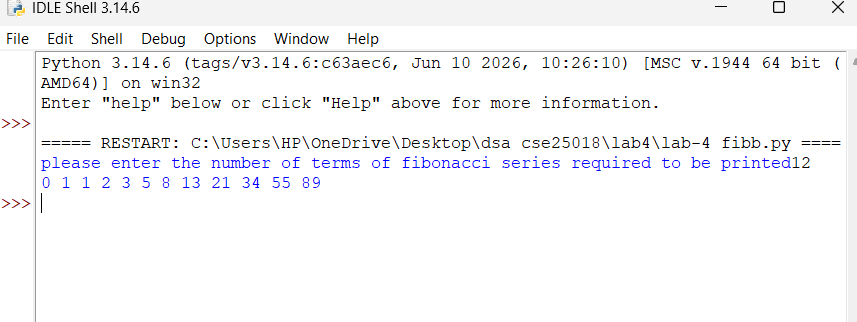 IDLE Shell 3.14.6
File Edit Shell Debug Options Window Help
Python 3.14.6 (tags/v3.14.6:c63aec6, Jun 10 2026, 10:26:10) [MSC v.1944 64 bit (
AMD64)] on win32
Enter "help" below or click "Help" above for more information.
>>>
===== RESTART: C:\Users\HP\OneDrive\Desktop\dsa cse25018\lab4\lab-4 fibb.py ====
please enter the number of terms of fibonacci series required to be printed12
0 1 1 2 3 5 8 13 21 34 55 89
>>>